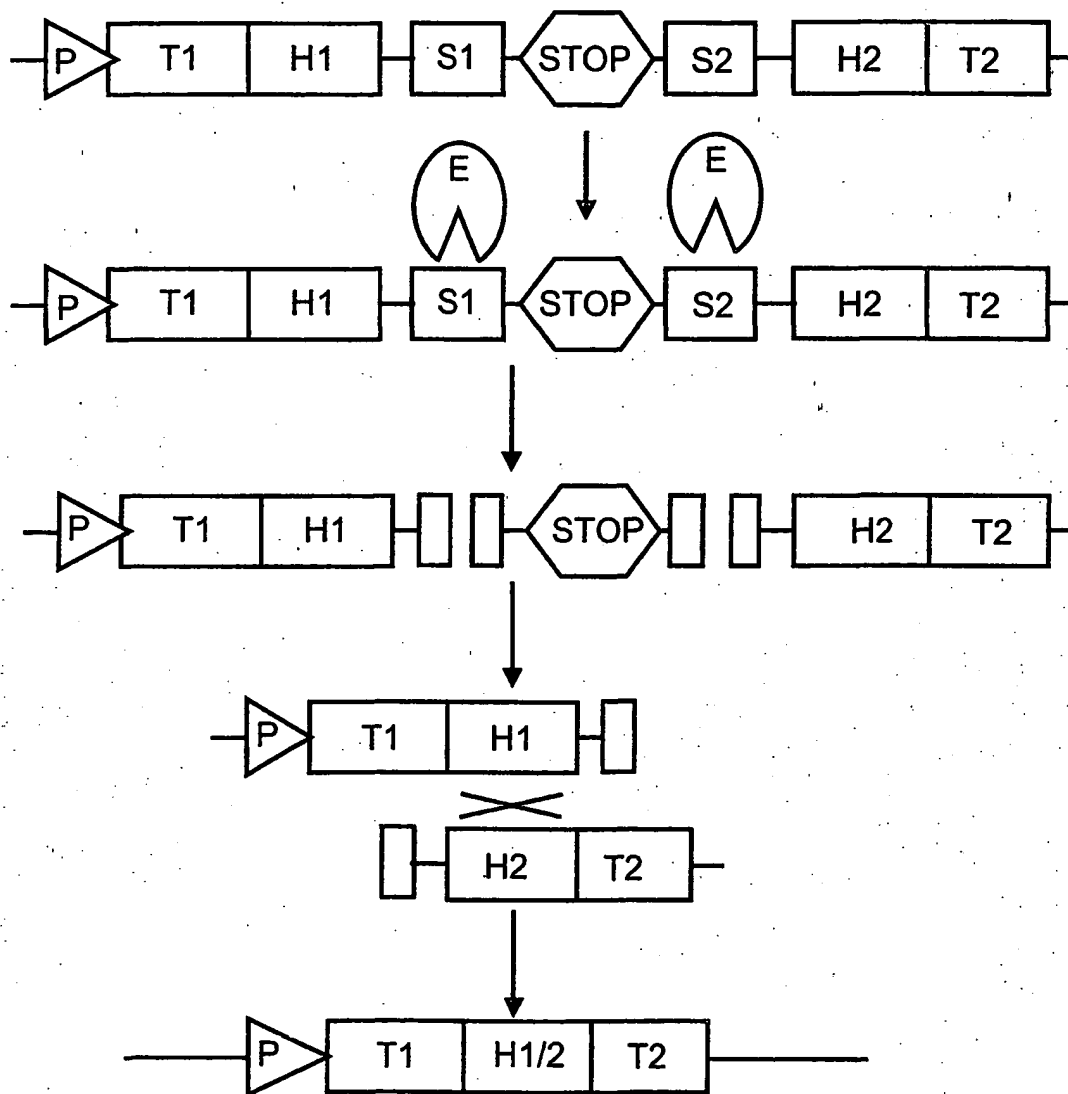 P T1 H1 S1 STOP S2 H2 T2
E E
P T1 H1 S1 STOP S2 H2 T2
P T1 H1 STOP H2 T2
P T1 H1
H2 T2
P T1 H1/2 T2